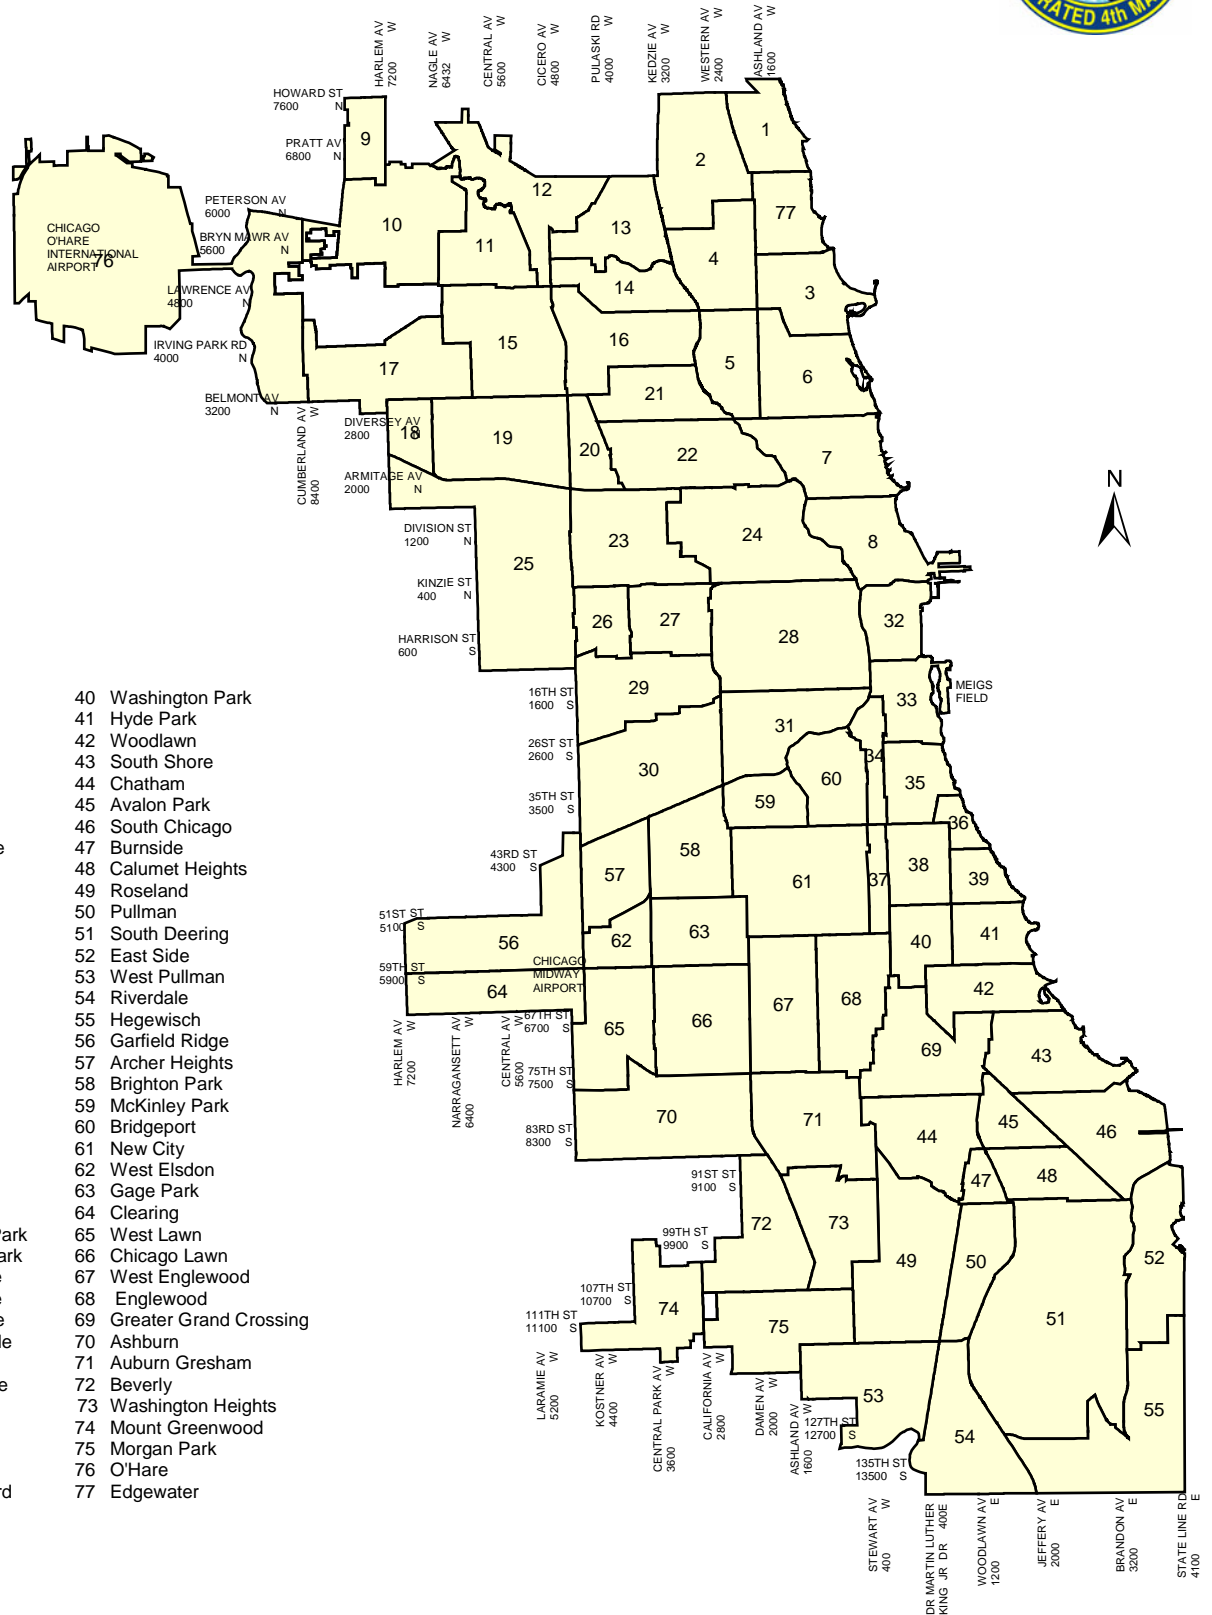 RATED 4th MA
HARLEM AV W
7200
NAGLE AV W
6432
CENTRAL AV W
5600
CICERO AV W
4800
PULASKI RD W
4000
KEDZIE AV W
3200
WESTERN AV W
2400
ASHLAND AV W
1600
HOWARD ST
7600 N
PRATT AV
6800 N
PETERSON AV
6000 N
BRYN MAWR AV
5600 N
LAWRENCE AV
4800 N
IRVING PARK RD
4000 N
BELMONT AV
3200 N
CUMBERLAND AV W
8400
DIVERSEY AV
2800 N
ARMITAGE AV
2000 N
DIVISION ST
1200 N
KINZIE ST
400 N
HARRISON ST
600 S
16TH ST
1600 S
26ST ST
2600 S
35TH ST
3500 S
43RD ST
4300 S
51ST ST
5100 S
59TH ST
5900 S
67TH ST
6700 S
75TH ST
7500 S
83RD ST
8300 S
91ST ST
9100 S
99TH ST
9900 S
107TH ST
10700 S
111TH ST
11100 S
127TH ST
12700 S
135TH ST
13500 S
CHICAGO
O'HARE
INTERNATIONAL
AIRPORT
76
9
1
2
12
77
10
13
11
4
14
3
16
15
5
17
6
21
18
19
20
22
7
N
23
24
8
25
26
27
32
28
29
33
MEIGS
FIELD
31
34
30
60
35
59
36
58
57
61
37
38
39
56
62
63
40
41
CHICAGO
MIDWAY
AIRPORT
64
42
67
68
65
66
69
43
70
71
44
45
46
47
48
72
73
49
50
52
74
75
51
53
54
55
HARLEM AV W
7200
NARRAGANSETT AV W
6400
CENTRAL AV W
5600
LARAMIE AV W
5200
KOSTNER AV W
4400
CENTRAL PARK AV W
3600
CALIFORNIA AV W
2800
DAMEN AV W
2000
ASHLAND AV W
1600
STEWART AV W
400
DR MARTIN LUTHER
KING JR DR 400E
WOODLAWN AV E
1200
JEFFERY AV E
2000
BRANDON AV E
3200
STATE LINE RD E
4100
40 Washington Park
41 Hyde Park
42 Woodlawn
43 South Shore
44 Chatham
45 Avalon Park
46 South Chicago
e 47 Burnside
48 Calumet Heights
49 Roseland
50 Pullman
51 South Deering
52 East Side
53 West Pullman
54 Riverdale
55 Hegewisch
56 Garfield Ridge
57 Archer Heights
58 Brighton Park
59 McKinley Park
60 Bridgeport
61 New City
62 West Elsdon
63 Gage Park
64 Clearing
Park 65 West Lawn
ark 66 Chicago Lawn
e 67 West Englewood
e 68 Englewood
e 69 Greater Grand Crossing
le 70 Ashburn
71 Auburn Gresham
e 72 Beverly
73 Washington Heights
74 Mount Greenwood
75 Morgan Park
76 O'Hare
rd 77 Edgewater